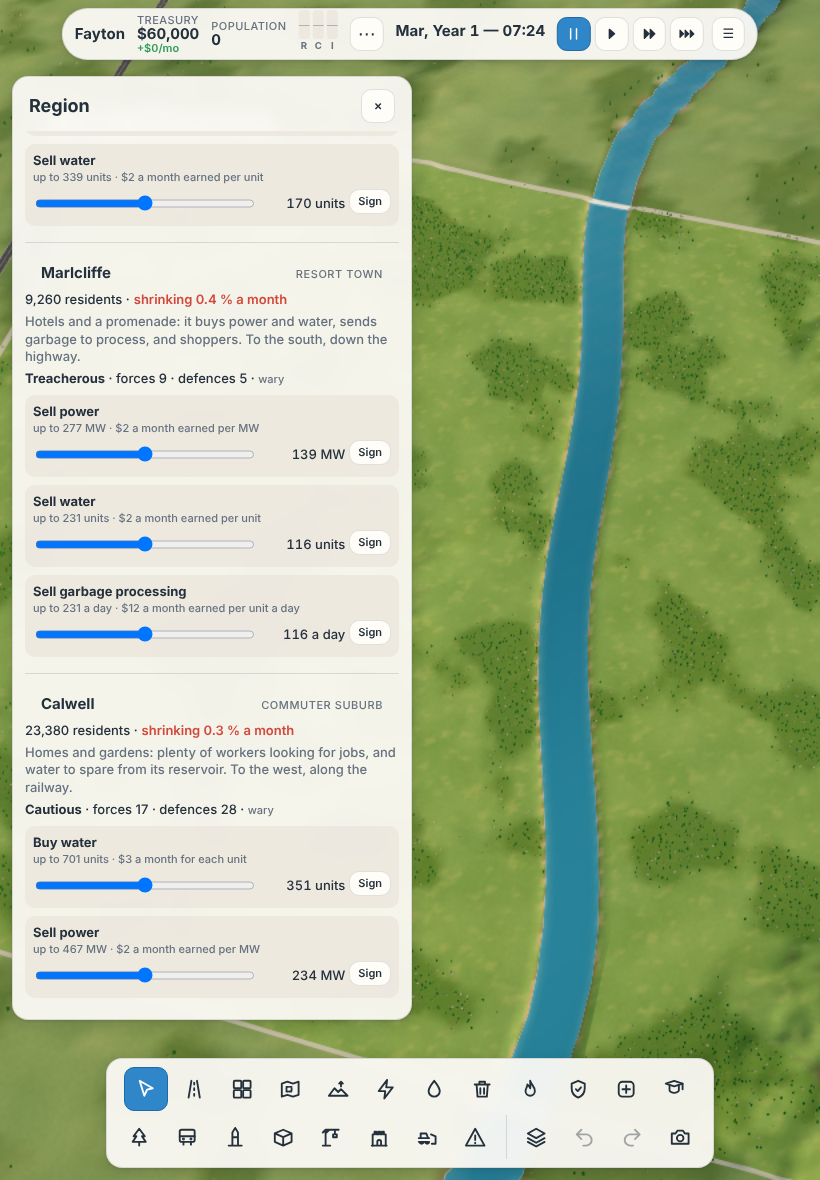 Fayton
TREASURY
$60,000
+$0/mo
POPULATION
0
R C I
Mar, Year 1 — 07:24
Region
Sell water
up to 339 units · $2 a month earned per unit
170 units
Sign
Marlcliffe
RESORT TOWN
9,260 residents · shrinking 0.4 % a month
Hotels and a promenade: it buys power and water, sends
garbage to process, and shoppers. To the south, down the
highway.
Treacherous · forces 9 · defences 5 · wary
Sell power
up to 277 MW · $2 a month earned per MW
139 MW
Sign
Sell water
up to 231 units · $2 a month earned per unit
116 units
Sign
Sell garbage processing
up to 231 a day · $12 a month earned per unit a day
116 a day
Sign
Calwell
COMMUTER SUBURB
23,380 residents · shrinking 0.3 % a month
Homes and gardens: plenty of workers looking for jobs, and
water to spare from its reservoir. To the west, along the
railway.
Cautious · forces 17 · defences 28 · wary
Buy water
up to 701 units · $3 a month for each unit
351 units
Sign
Sell power
up to 467 MW · $2 a month earned per MW
234 MW
Sign